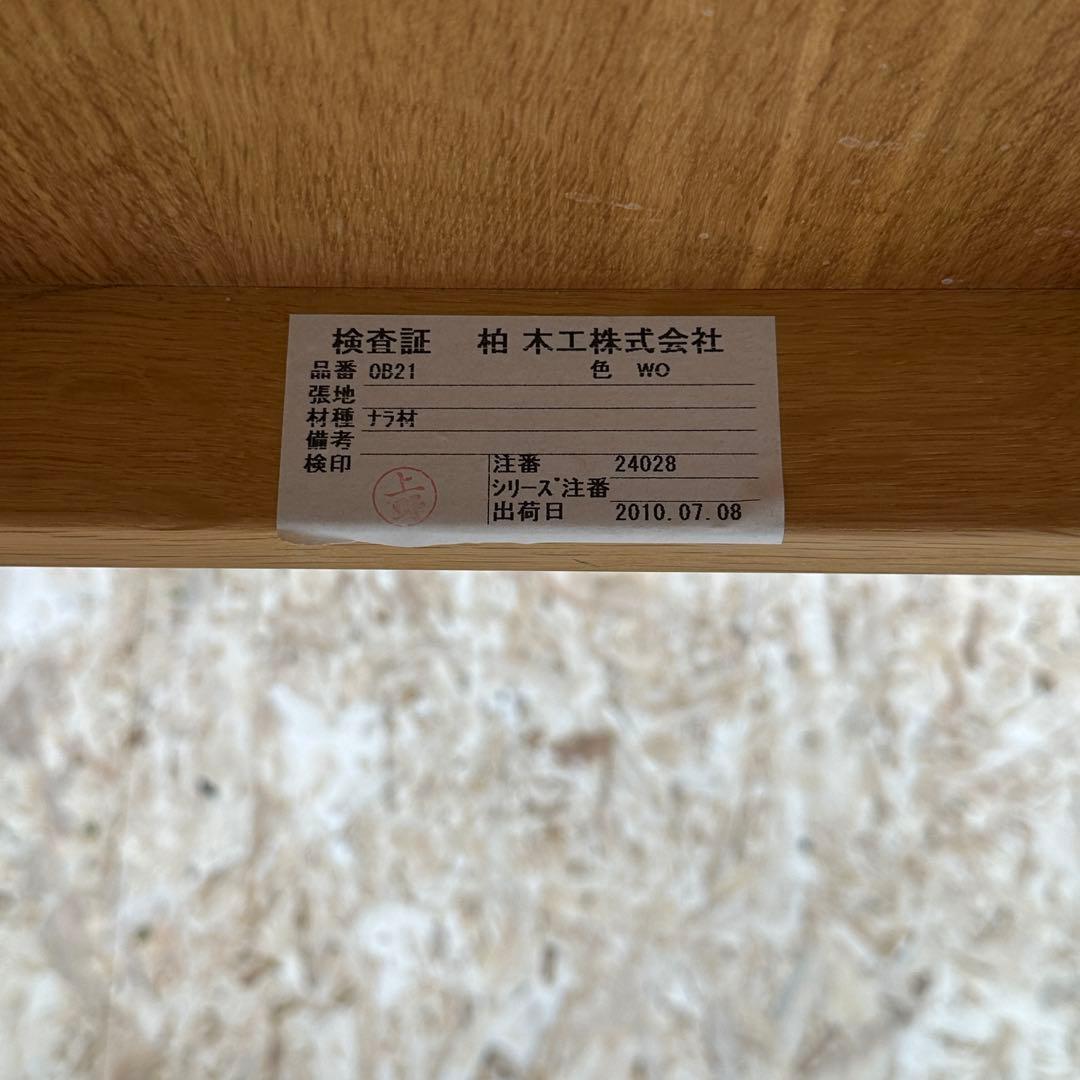 検査証 柏木工株式会社
品番 OB21 色 WO
張地
材種 ナラ材
備考
検印 注番 24028
シリーズ注番
出荷日 2010.07.08
上野